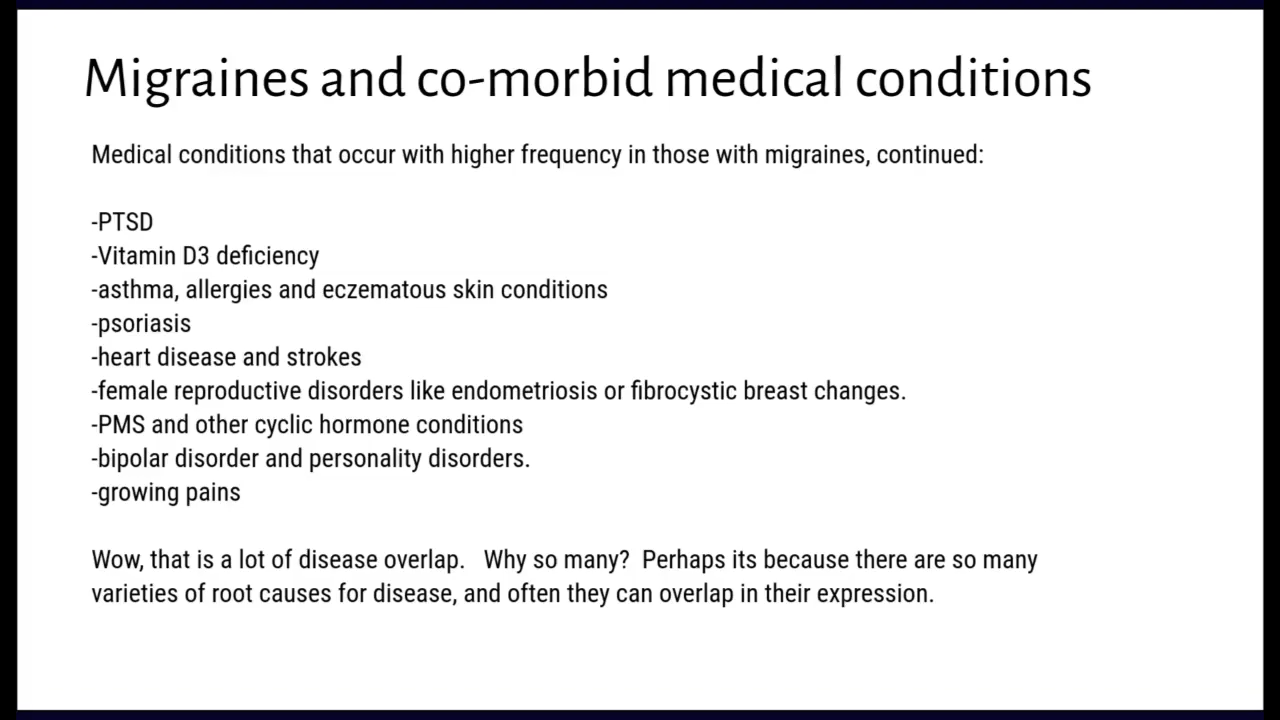 Migraines and co-morbid medical conditions
Medical conditions that occur with higher frequency in those with migraines, continued:
-PTSD
-Vitamin D3 deficiency
-asthma, allergies and eczematous skin conditions
-psoriasis
-heart disease and strokes
-female reproductive disorders like endometriosis or fibrocystic breast changes.
-PMS and other cyclic hormone conditions
-bipolar disorder and personality disorders.
-growing pains
Wow, that is a lot of disease overlap.   Why so many?  Perhaps its because there are so many
varieties of root causes for disease, and often they can overlap in their expression.